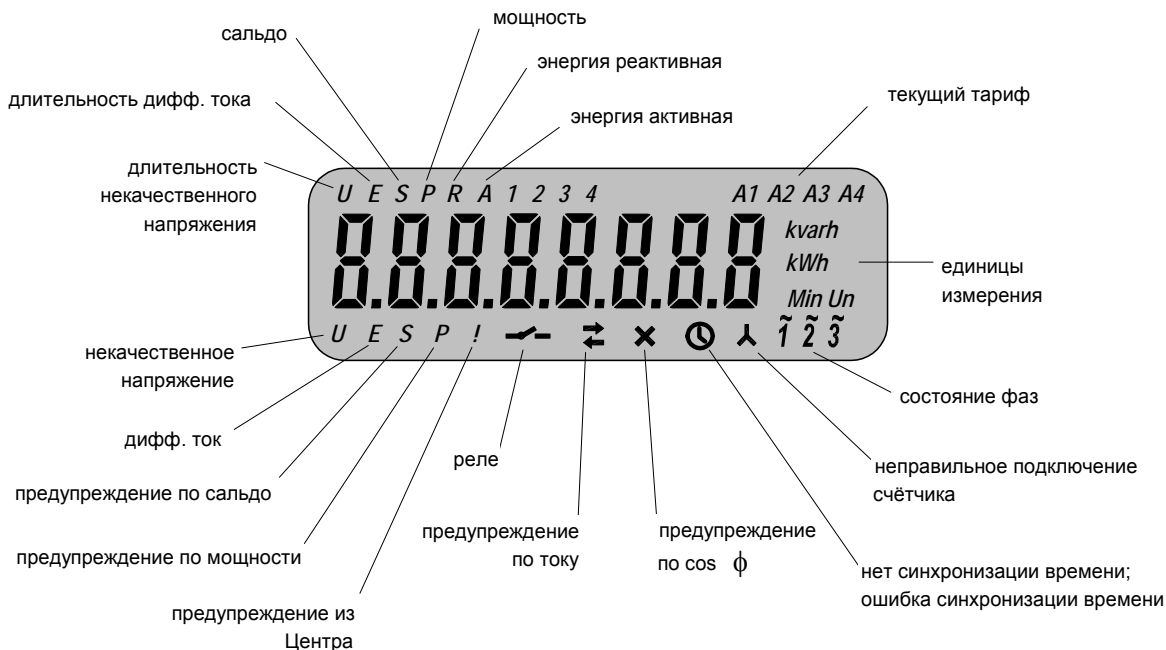 мощность
сальдо
энергия реактивная
длительность дифф. тока
текущий тариф
энергия активная
длительность
некачественного
напряжения
U E S P R A 1 2 3 4 A1 A2 A3 A4
kvarh
8.8.8.8.8.8.8.8
kWh
единицы
измерения
Min Un
U E S P ! 1 2 3
некачественное
напряжение
состояние фаз
дифф. ток
реле
неправильное подключение
счётчика
предупреждение по сальдо
предупреждение
по току
предупреждение
по cos ϕ
предупреждение по мощности
нет синхронизации времени;
ошибка синхронизации времени
предупреждение из
Центра